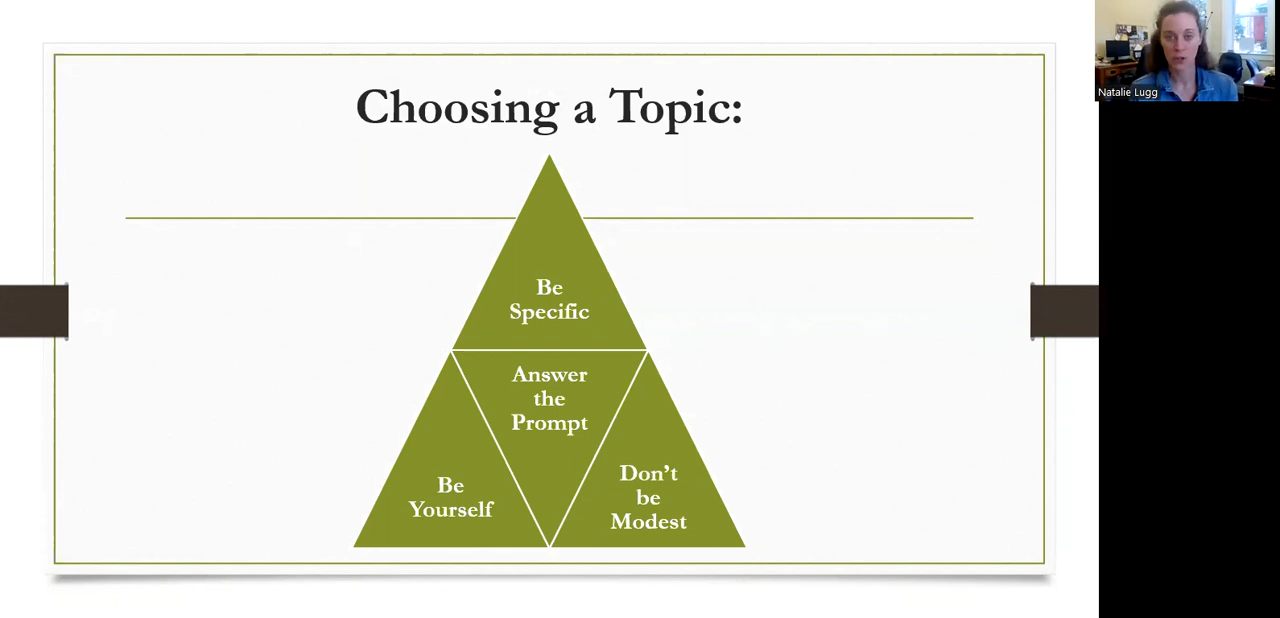 Choosing a Topic:
Natalie Lugg
Be
Specific
Answer
the
Prompt
Be
Yourself
Don’t
be
Modest